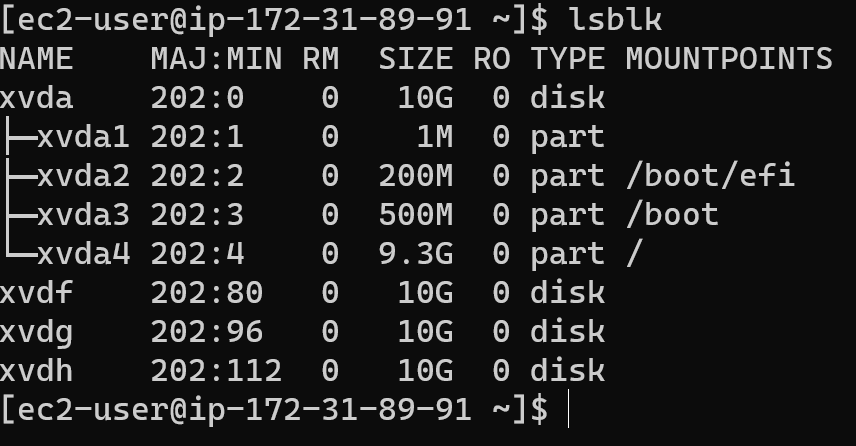 [ec2-user@ip-172-31-89-91 ~]$ lsblk
NAME    MAJ:MIN RM  SIZE RO TYPE MOUNTPOINTS
xvda    202:0    0   10G  0 disk
├─xvda1 202:1    0    1M  0 part
├─xvda2 202:2    0  200M  0 part /boot/efi
├─xvda3 202:3    0  500M  0 part /boot
└─xvda4 202:4    0  9.3G  0 part /
xvdf    202:80   0   10G  0 disk
xvdg    202:96   0   10G  0 disk
xvdh    202:112  0   10G  0 disk
[ec2-user@ip-172-31-89-91 ~]$